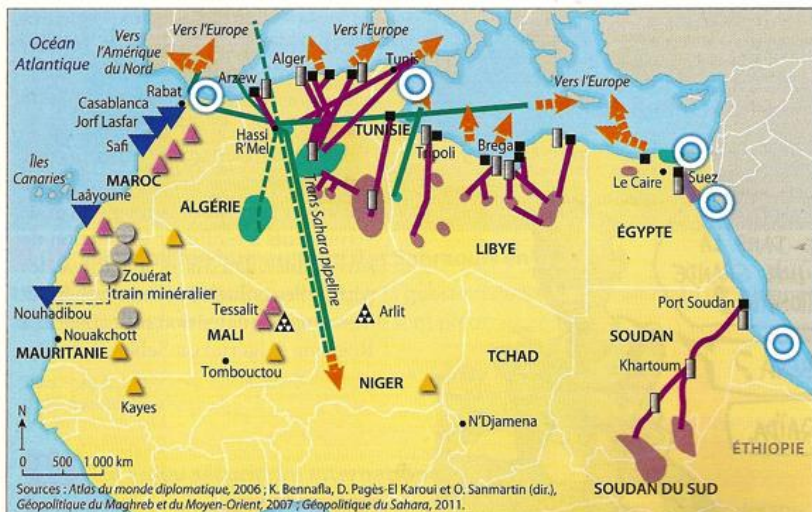 Océan
Atlantique
Vers
l'Amérique
du Nord
Vers l'Europe
Vers l'Europe
Vers l'Europe
Rabat
Casablanca
Jorf Lasfar
Safi
Arzew
Alger
Tunis
Hassi
R'Mel
TUNISIE
Tripoli
Brega
Le Caire
Suez
Îles
Canaries
MAROC
Laâyoune
ALGÉRIE
Trans Sahara pipeline
LIBYE
ÉGYPTE
Zouérat
train minéralier
Nouhadibou
Nouakchott
MAURITANIE
Tessalit
MALI
Tombouctou
Kayes
Arlit
NIGER
TCHAD
N'Djamena
Port Soudan
SOUDAN
Khartoum
ÉTHIOPIE
SOUDAN DU SUD
N
0 500 1 000 km
Sources : Atlas du monde diplomatique, 2006 ; K. Bennafla, D. Pagès-El Karoui et O. Sanmartin (dir.),
Géopolitique du Maghreb et du Moyen-Orient, 2007 ; Géopolitique du Sahara, 2011.